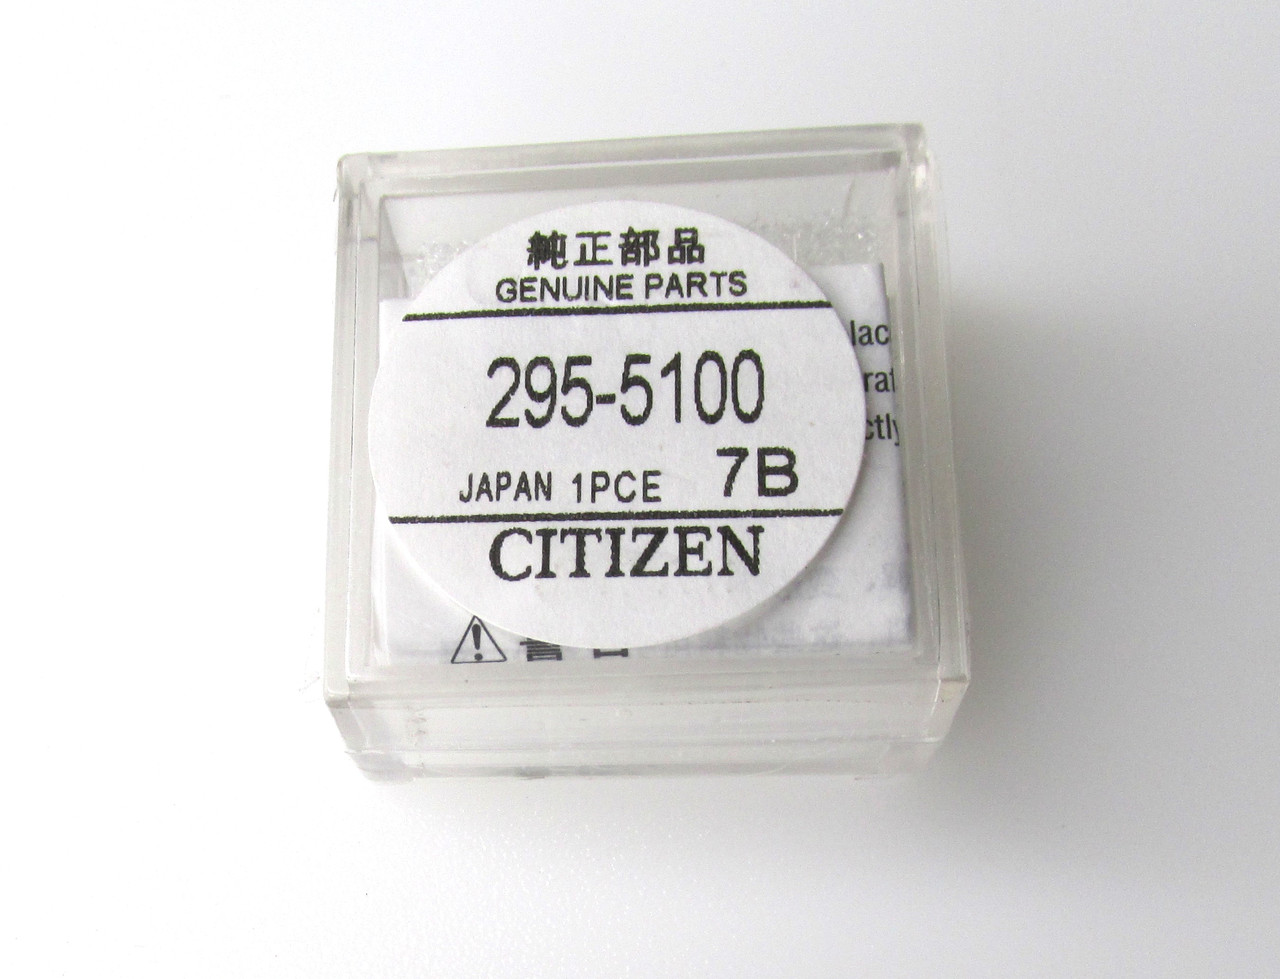 純正部品
GENUINE PARTS
295-5100
JAPAN 1PCE 7B
CITIZEN